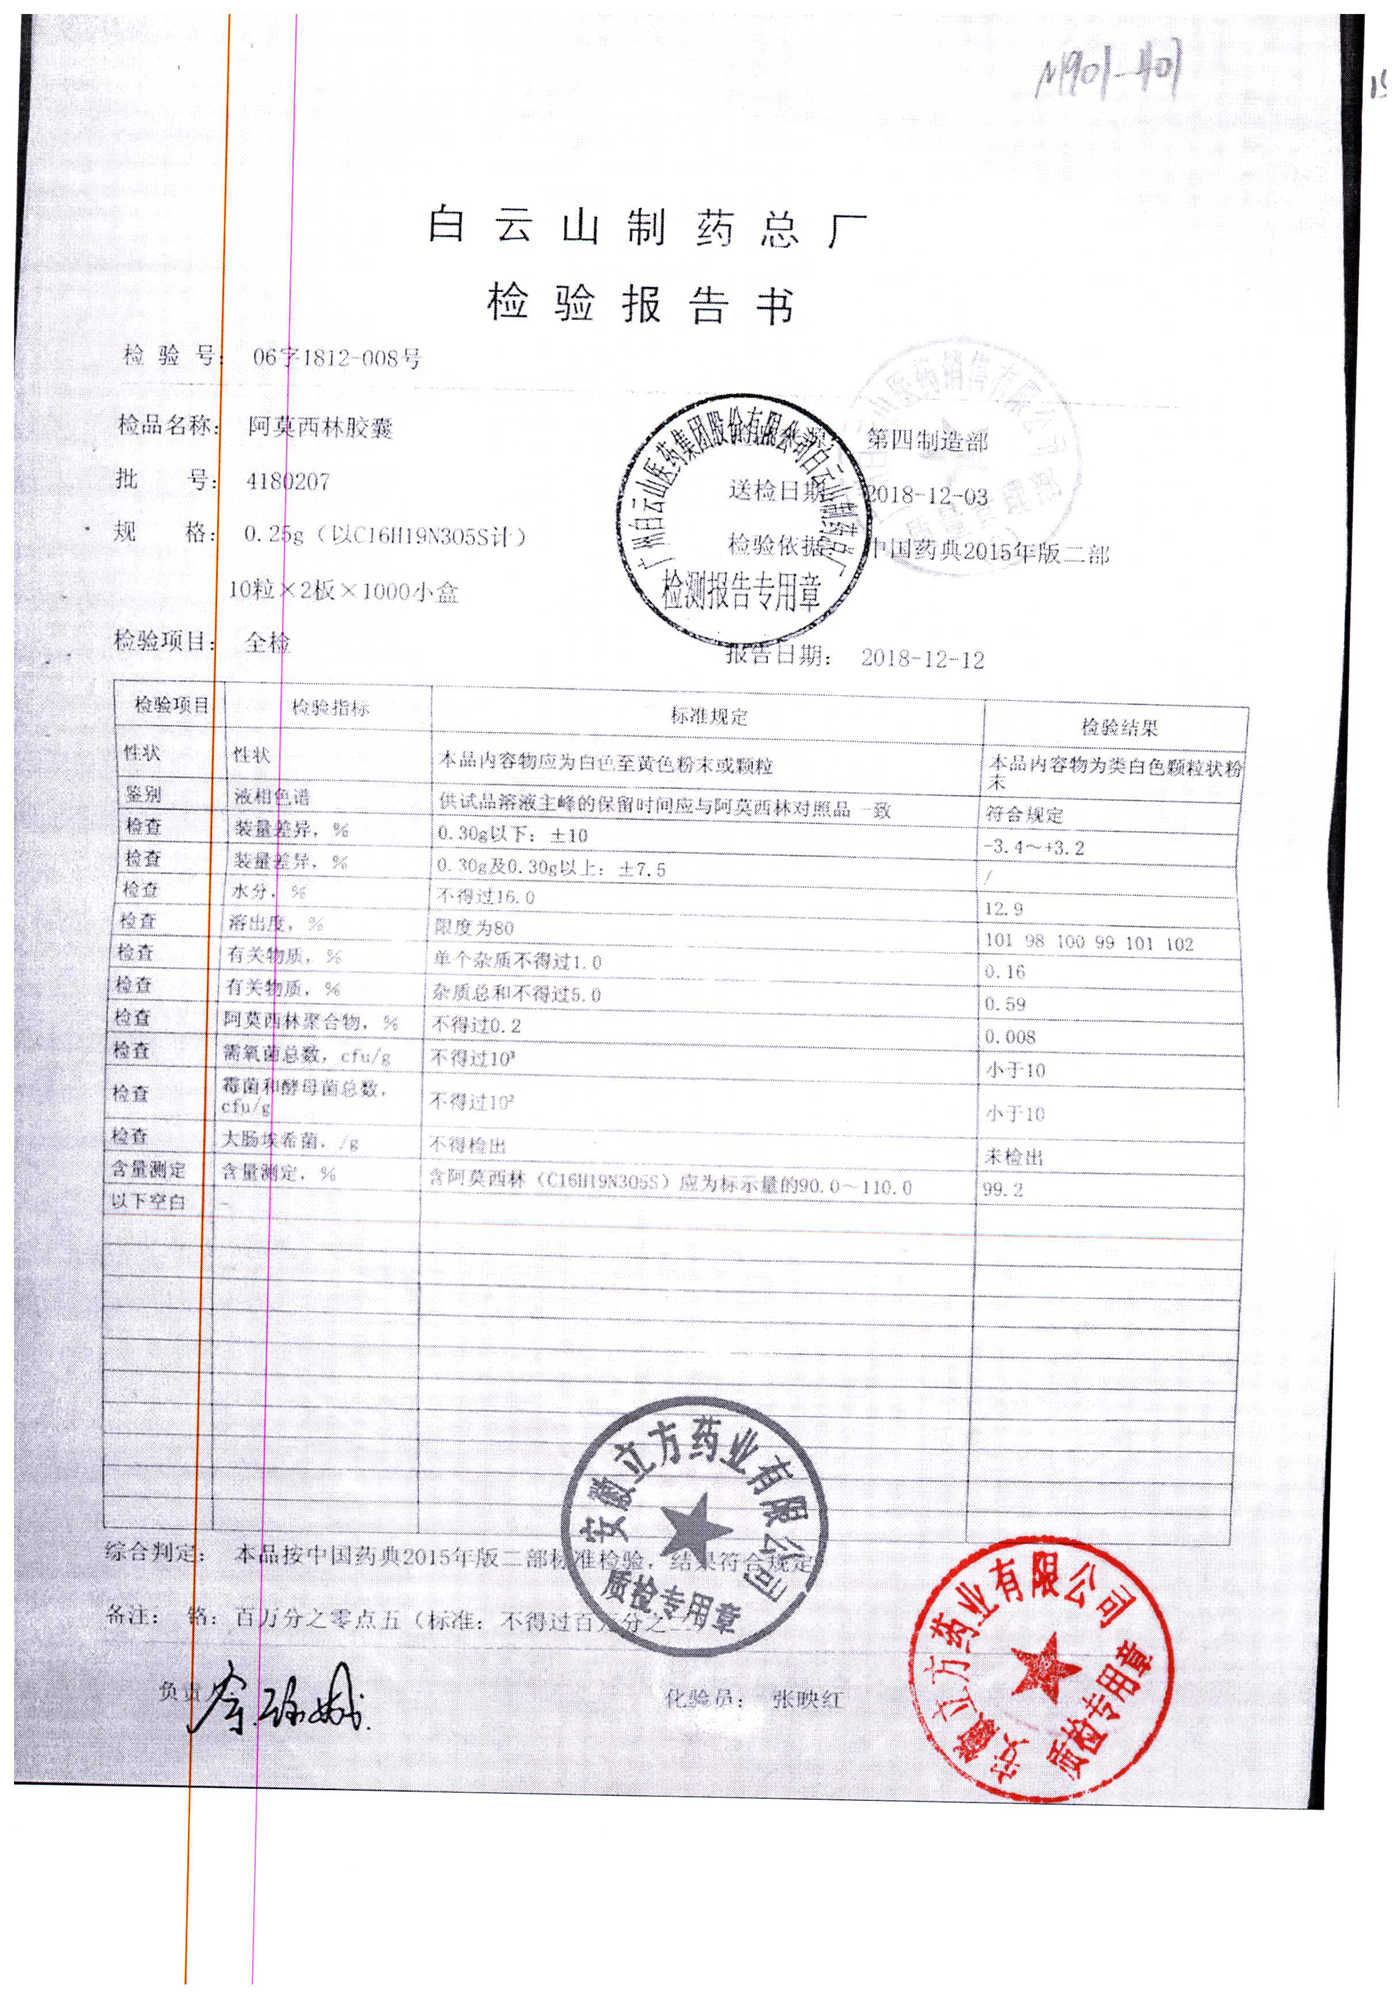 白云山制药总厂
检验报告书
检 验 号： 06字1812-008号
检品名称： 阿莫西林胶囊
第四制造部
批 号： 4180207
送检日期 2018-12-03
规 格： 0.25g（以C16H19N3O5S计）
检验依据 中国药典2015年版二部
10粒×2板×1000小盒
检验项目： 全检
报告日期： 2018-12-12
广州白云山医药集团股份有限公司白云山制药总厂
检测报告专用章
检验项目 检验指标 标准规定 检验结果
性状 性状 本品内容物应为白色至黄色粉末或颗粒 本品内容物为类白色颗粒状粉末
鉴别 液相色谱 供试品溶液主峰的保留时间应与阿莫西林对照品一致 符合规定
检查 装量差异，% 0.30g以下：±10 -3.4～+3.2
检查 装量差异，% 0.30g及0.30g以上：±7.5 /
检查 水分，% 不得过16.0 12.9
检查 溶出度，% 限度为80 101 98 100 99 101 102
检查 有关物质，% 单个杂质不得过1.0 0.16
检查 有关物质，% 杂质总和不得过5.0 0.59
检查 阿莫西林聚合物，% 不得过0.2 0.008
检查 需氧菌总数，cfu/g 不得过10³ 小于10
检查 霉菌和酵母菌总数，cfu/g 不得过10² 小于10
检查 大肠埃希菌，/g 不得检出 未检出
含量测定 含量测定，% 含阿莫西林（C16H19N3O5S）应为标示量的90.0～110.0 99.2
以下空白 -
综合判定： 本品按中国药典2015年版二部标准检验，结果符合规定
备注： 铬：百万分之零点五（标准：不得过百万分之二
负责人
化验员： 张映红
安徽立方药业有限公司
质检专用章
安徽立方药业有限公司
质检专用章